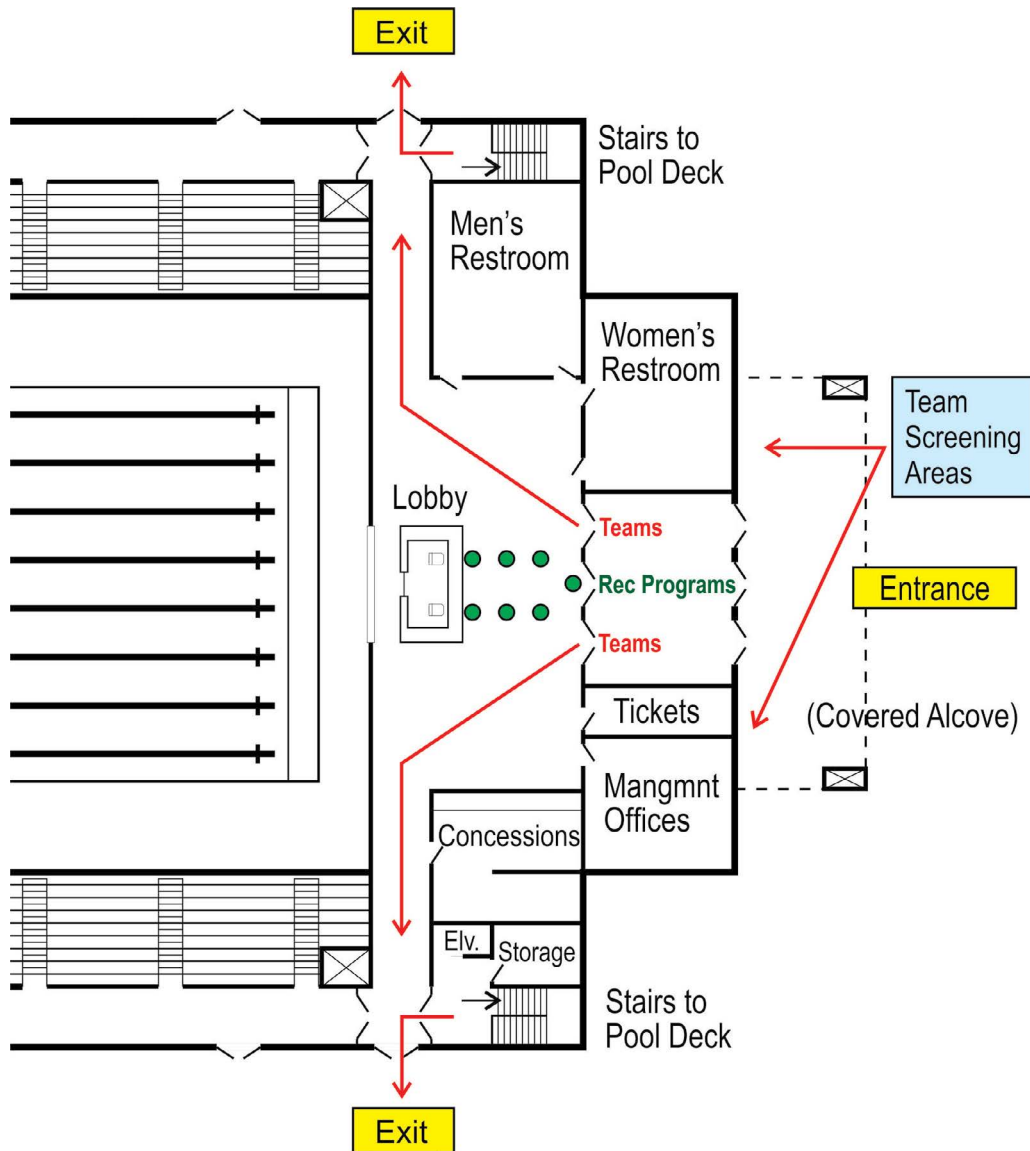 Exit
Stairs to
Pool Deck
Men's
Restroom
Women's
Restroom
Team
Screening
Areas
Lobby
Teams
Rec Programs
Entrance
Teams
Tickets
(Covered Alcove)
Mangmnt
Offices
Concessions
Elv.
Storage
Stairs to
Pool Deck
Exit